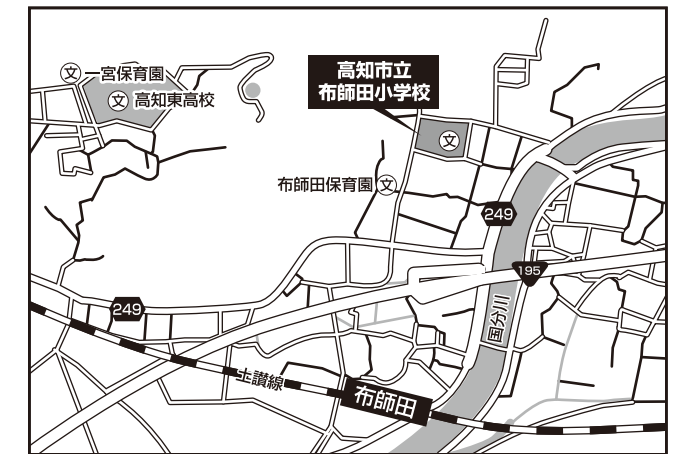 一宮保育園
文
文
高知東高校
高知市立
布師田小学校
文
布師田保育園
文
249
195
249
国分川
土讃線
布師田